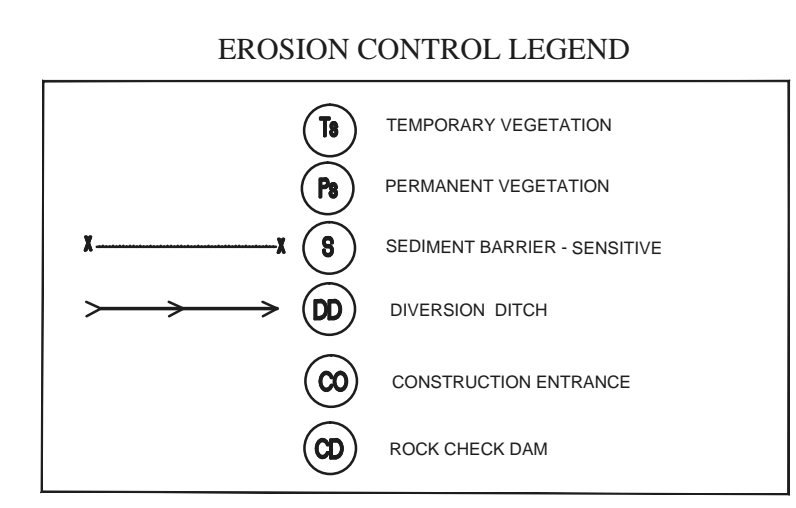 EROSION CONTROL LEGEND
Ts TEMPORARY VEGETATION
Ps PERMANENT VEGETATION
X X S SEDIMENT BARRIER - SENSITIVE
DD DIVERSION DITCH
CO CONSTRUCTION ENTRANCE
CD ROCK CHECK DAM